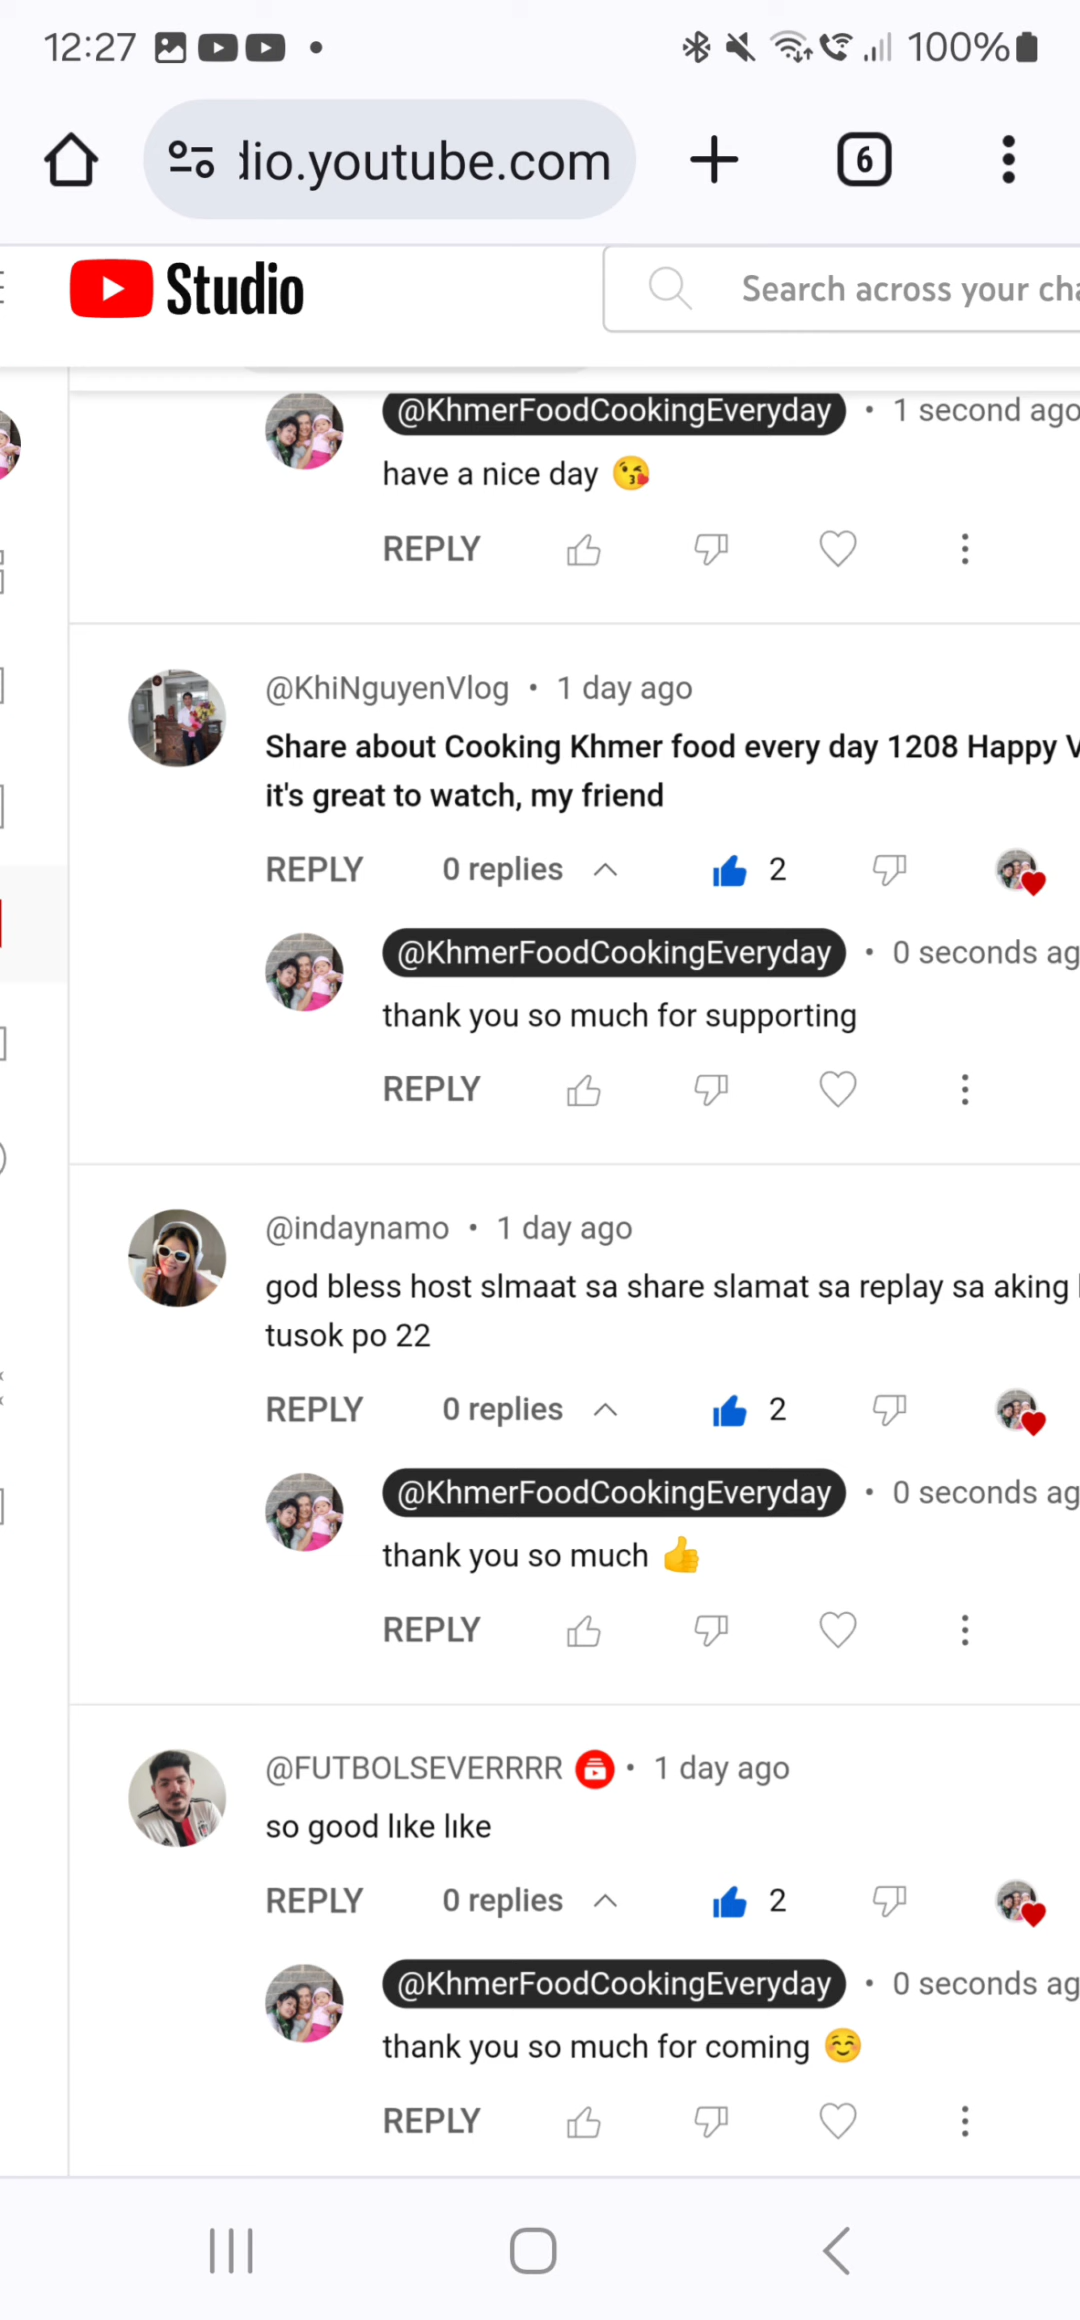 12:27
100%
lio.youtube.com
6
Studio
Search across your cha
@KhmerFoodCookingEveryday • 1 second ago
have a nice day 😘
REPLY
@KhiNguyenVlog • 1 day ago
Share about Cooking Khmer food every day 1208 Happy V
it's great to watch, my friend
REPLY 0 replies 2
@KhmerFoodCookingEveryday • 0 seconds ag
thank you so much for supporting
REPLY
@indaynamo • 1 day ago
god bless host slmaat sa share slamat sa replay sa aking
tusok po 22
REPLY 0 replies 2
@KhmerFoodCookingEveryday • 0 seconds ag
thank you so much 👍
REPLY
@FUTBOLSEVERRRR • 1 day ago
so good lıke lıke
REPLY 0 replies 2
@KhmerFoodCookingEveryday • 0 seconds ag
thank you so much for coming ☺️
REPLY